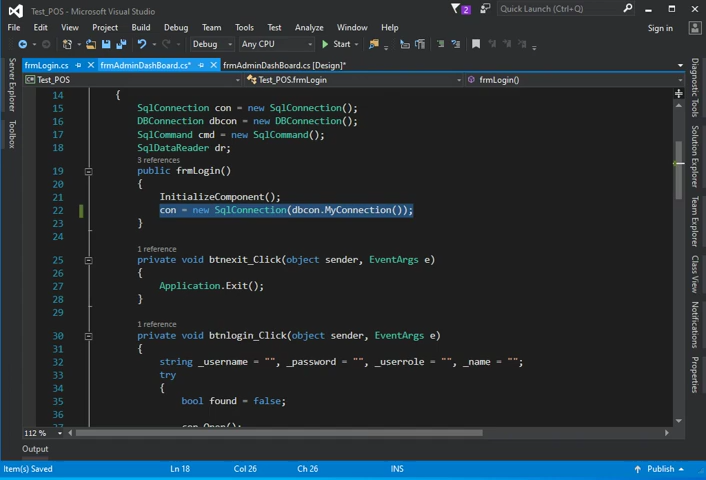 Test_POS - Microsoft Visual Studio
2
Quick Launch (Ctrl+Q)
File Edit View Project Build Debug Team Tools Test Analyze Window Help
Sign in
Debug Any CPU Start
frmLogin.cs frmAdminDashBoard.cs* frmAdminDashBoard.cs [Design]*
Test_POS Test_POS.frmLogin frmLogin()
Server Explorer
Toolbox
Diagnostic Tools
Solution Explorer
Team Explorer
Class View
Notifications
Properties
14 {
15 SqlConnection con = new SqlConnection();
16 DBConnection dbcon = new DBConnection();
17 SqlCommand cmd = new SqlCommand();
18 SqlDataReader dr;
3 references
19 public frmLogin()
20 {
21 InitializeComponent();
22 con = new SqlConnection(dbcon.MyConnection());
23 }
24
1 reference
25 private void btnexit_Click(object sender, EventArgs e)
26 {
27 Application.Exit();
28 }
29
1 reference
30 private void btnlogin_Click(object sender, EventArgs e)
31 {
32 string _username = "", _password = "", _userrole = "", _name = "";
33 try
34 {
35 bool found = false;
36
37 con.Open();
112 %
Output
Item(s) Saved Ln 18 Col 26 Ch 26 INS Publish